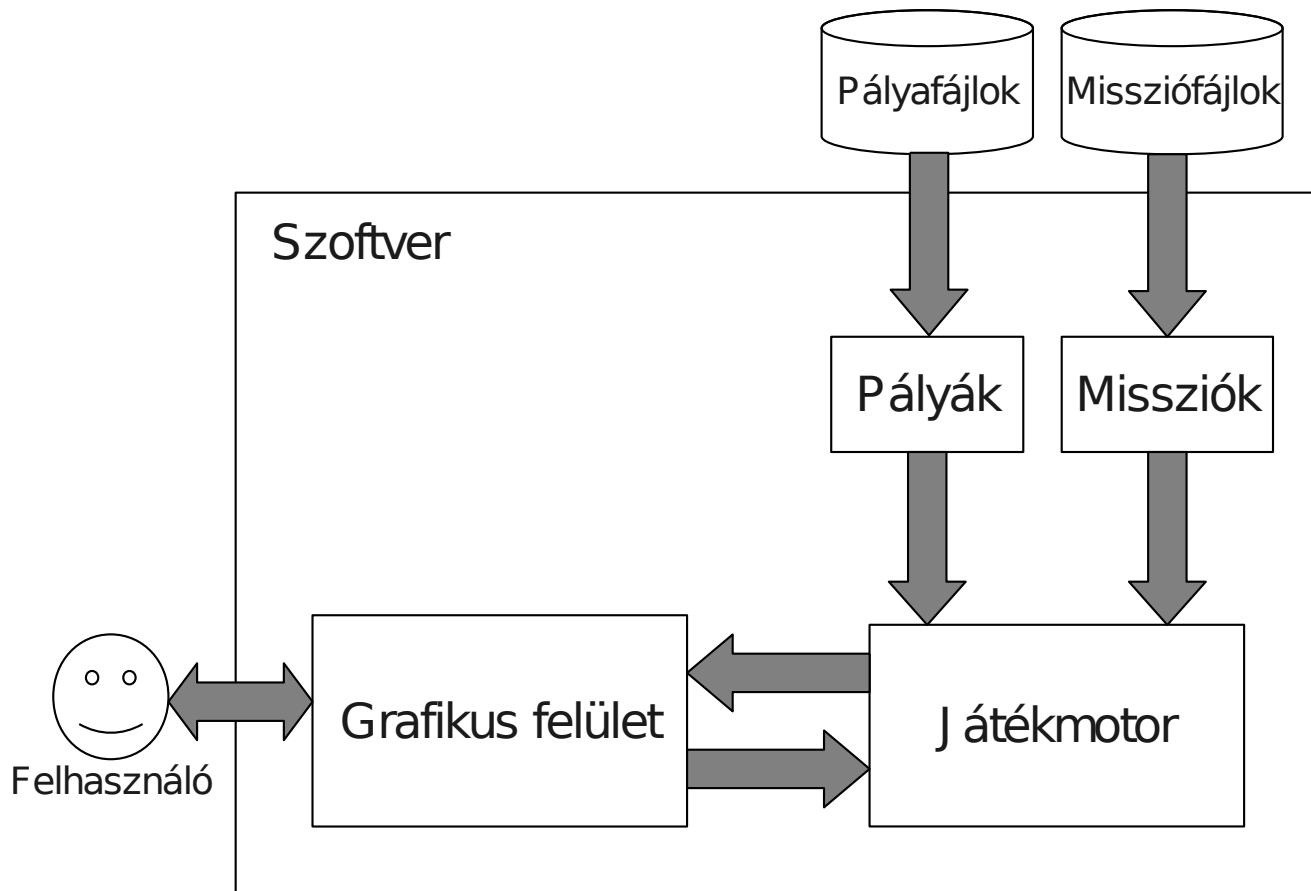 Pályafájlok
Missziófájlok
Szoftver
Pályák
Missziók
Grafikus felület
Játékmotor
Felhasználó